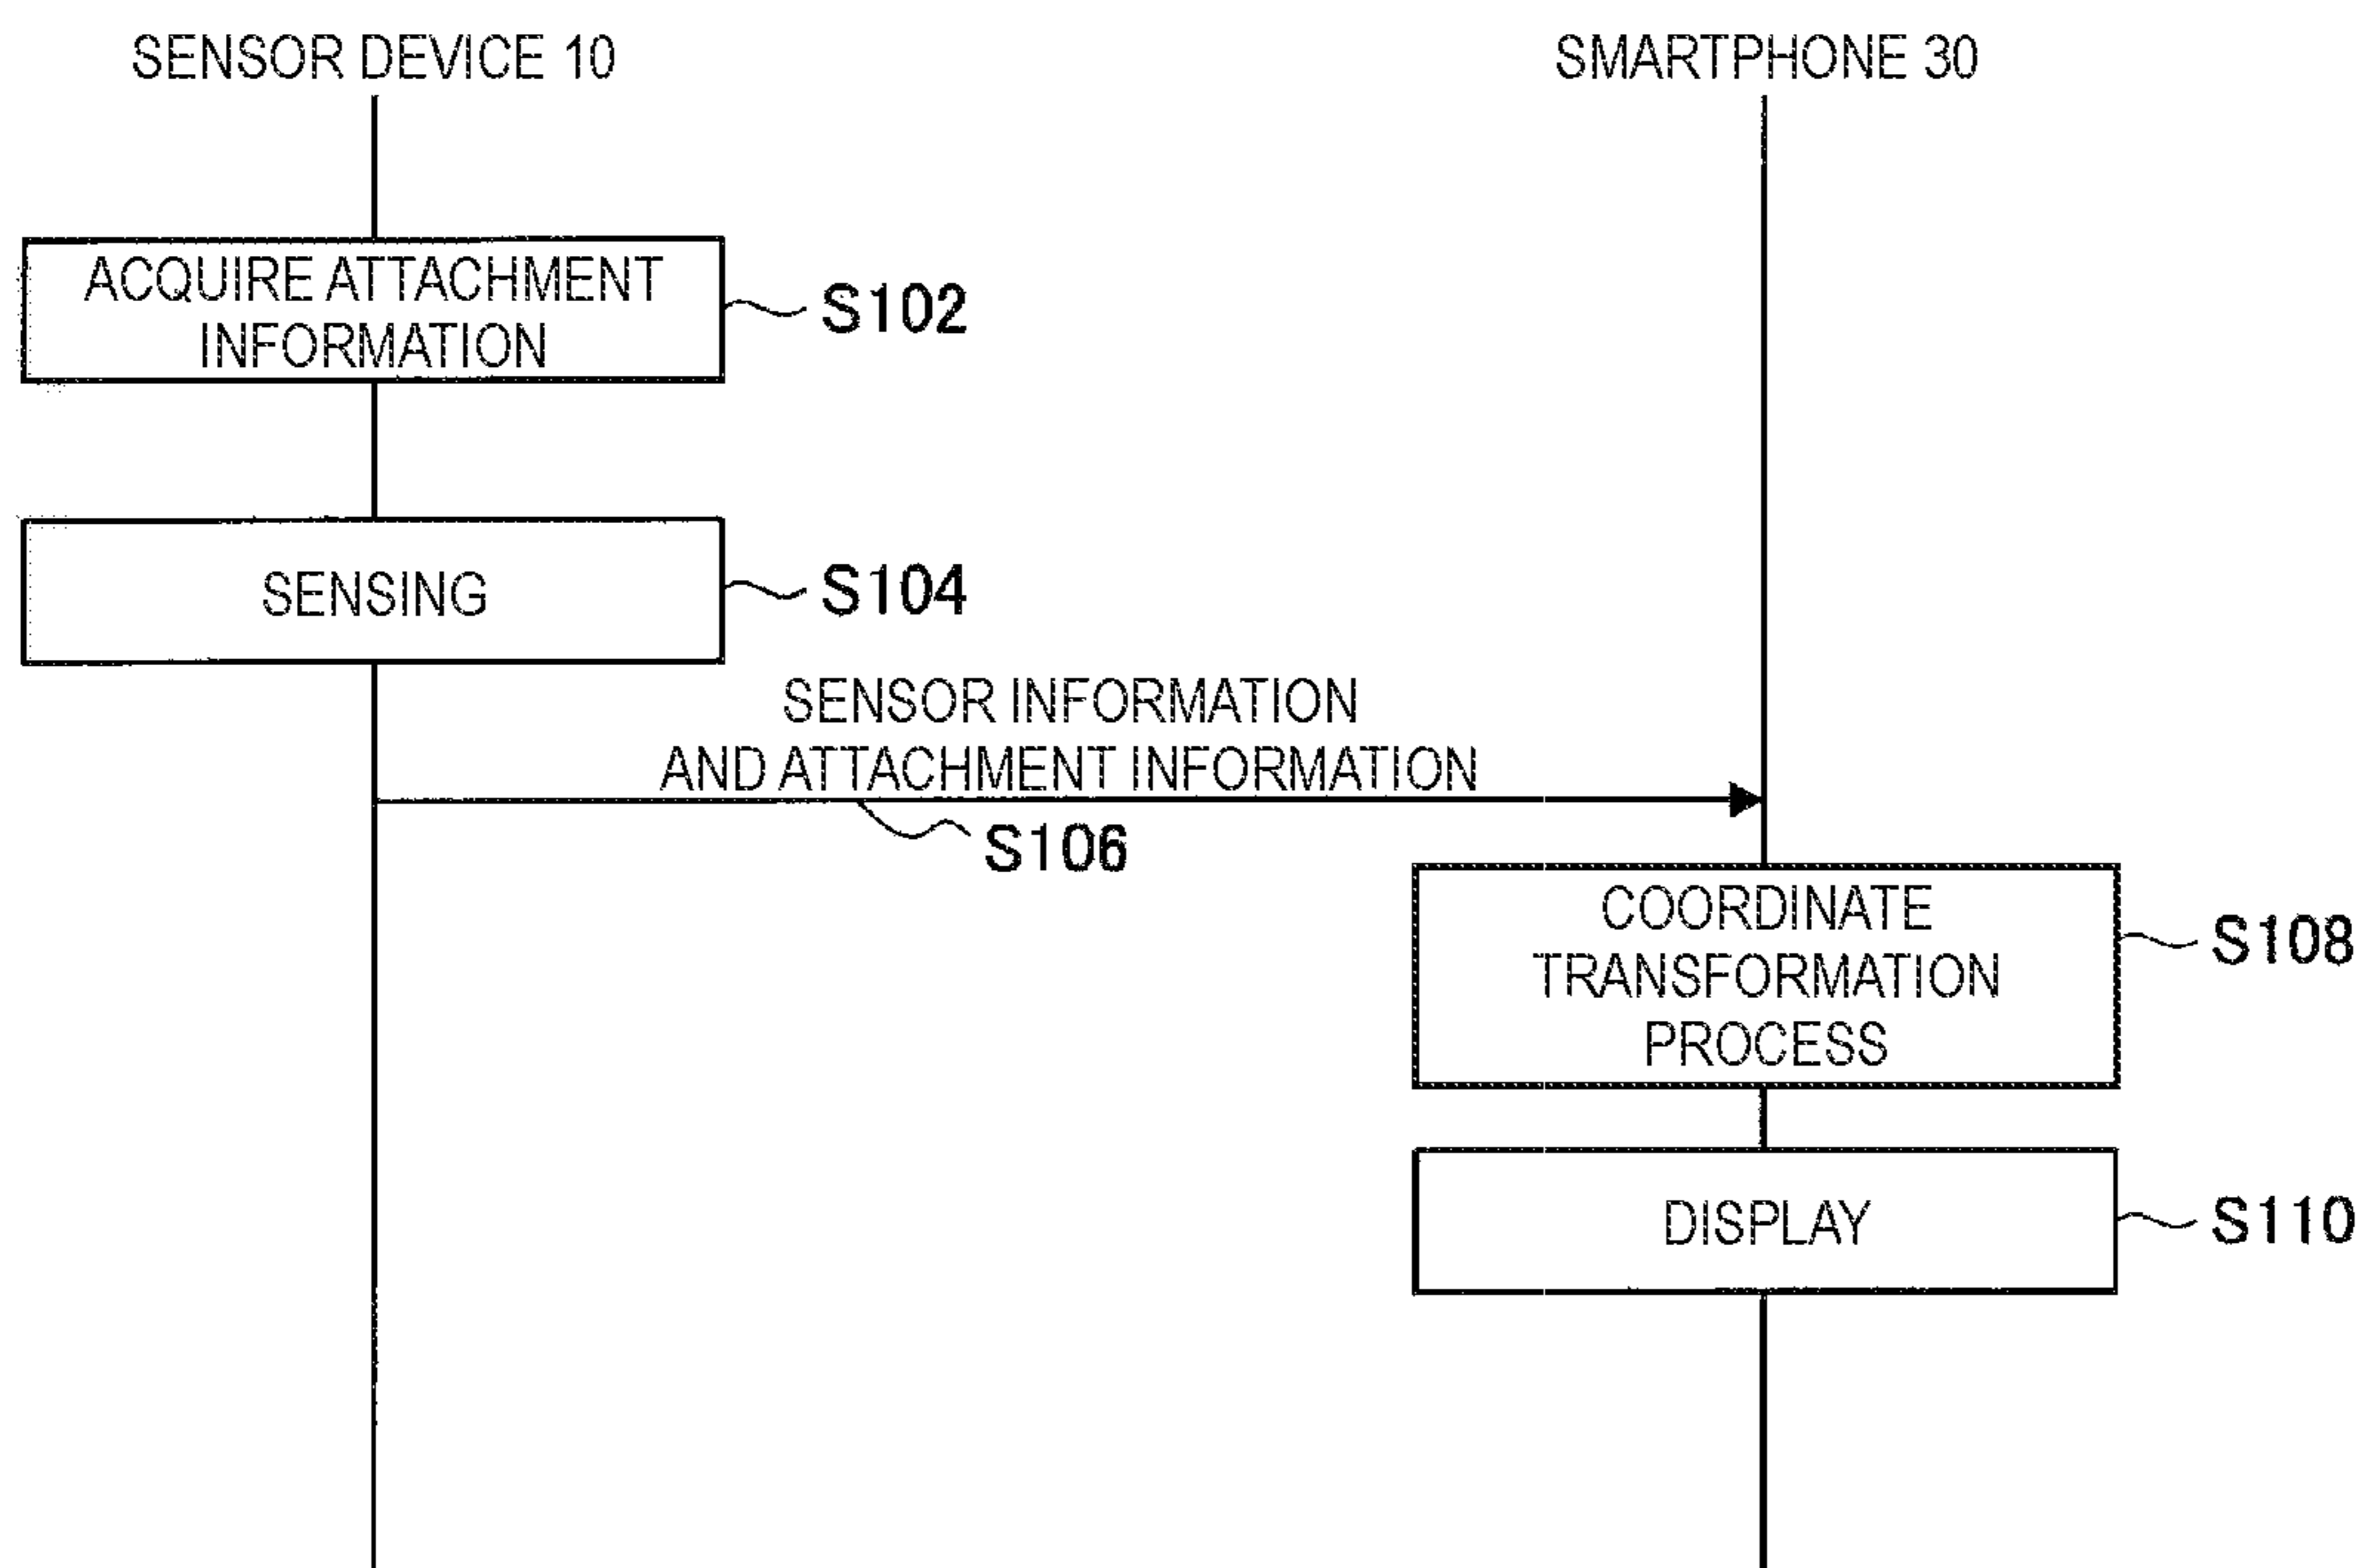 SENSOR DEVICE 10
SMARTPHONE 30
ACQUIRE ATTACHMENT
INFORMATION
S102
SENSING
S104
SENSOR INFORMATION
AND ATTACHMENT INFORMATION
S106
COORDINATE
TRANSFORMATION
PROCESS
S108
DISPLAY
S110